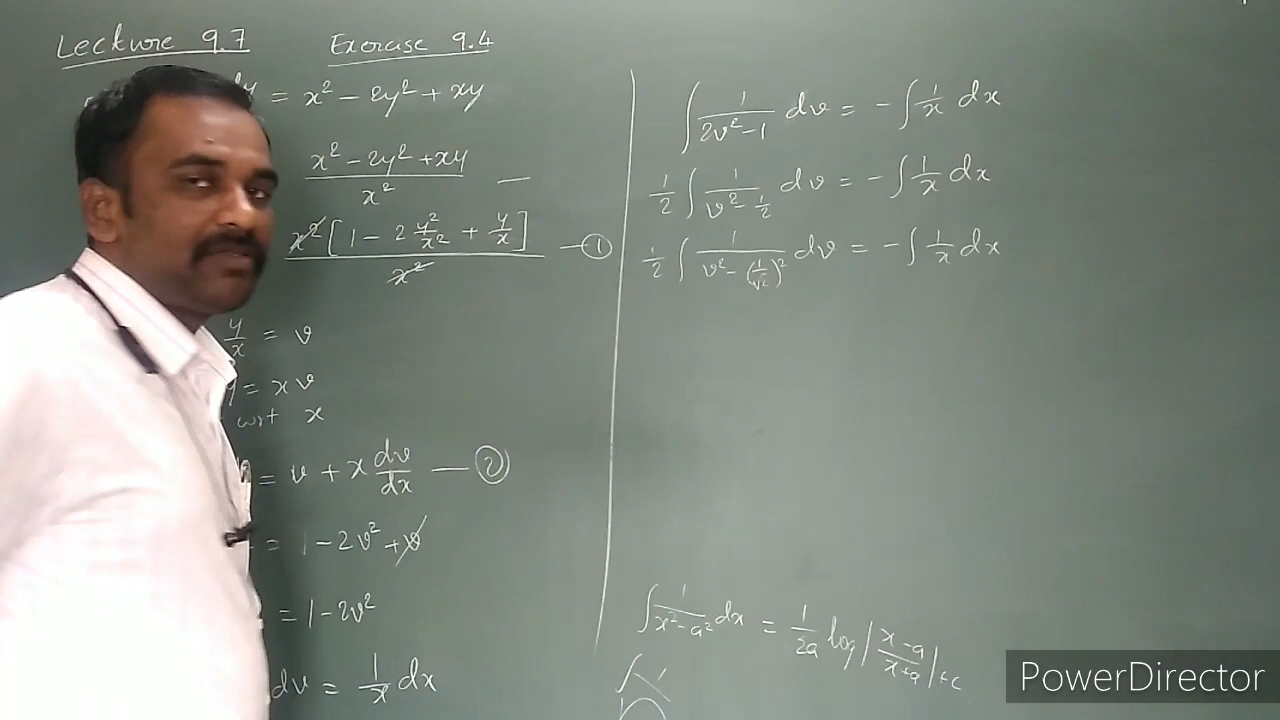 Lecture 9.7 Exercise 9.4
dy = x² − 2y² + xy
x² − 2y² + xy / x² —
x²[1 − 2 y²/x² + y/x] / x² — ①
y/x = v
y = xv
wrt x
= v + x dv/dx — ②
= 1 − 2v² + v
= 1 − 2v²
dv = 1/x dx
∫ 1/(2v² − 1) dv = − ∫ 1/x dx
1/2 ∫ 1/(v² − 1/2) dv = − ∫ 1/x dx
1/2 ∫ 1/(v² − (1/√2)²) dv = − ∫ 1/x dx
∫ 1/(x² − a²) dx = 1/2a log |(x − a)/(x + a)| + c
PowerDirector